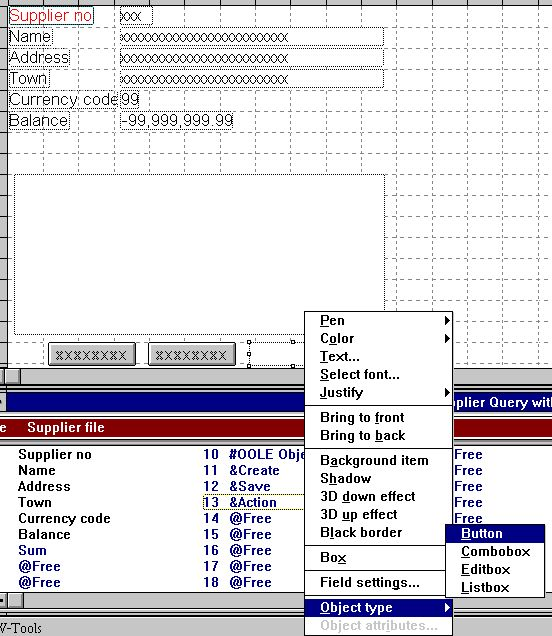 Supplier no xxx
Name xxxxxxxxxxxxxxxxxxxxxxxx
Address xxxxxxxxxxxxxxxxxxxxxxxx
Town xxxxxxxxxxxxxxxxxxxxxxxx
Currency code 99
Balance -99,999,999.99
xxxxxxxx xxxxxxxx
Pen
Color
Text...
Select font...
Justify
Bring to front
Bring to back
Background item
Shadow
3D down effect
3D up effect
Black border
Box
Field settings...
Object type
Object attributes...
Button
Combobox
Editbox
Listbox
plier Query with
e Supplier file
Supplier no 10 #OOLE Obje Free
Name 11 &Create Free
Address 12 &Save Free
Town 13 &Action Free
Currency code 14 @Free Free
Balance 15 @Free
Sum 16 @Free
@Free 17 @Free
@Free 18 @Free
V-Tools